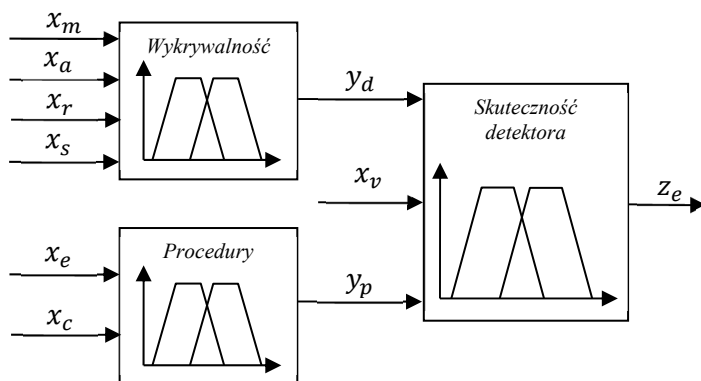 x_m
Wykrywalność
x_a
x_r
x_s
y_d
Skuteczność
detektora
x_v
z_e
Procedury
x_e
x_c
y_p